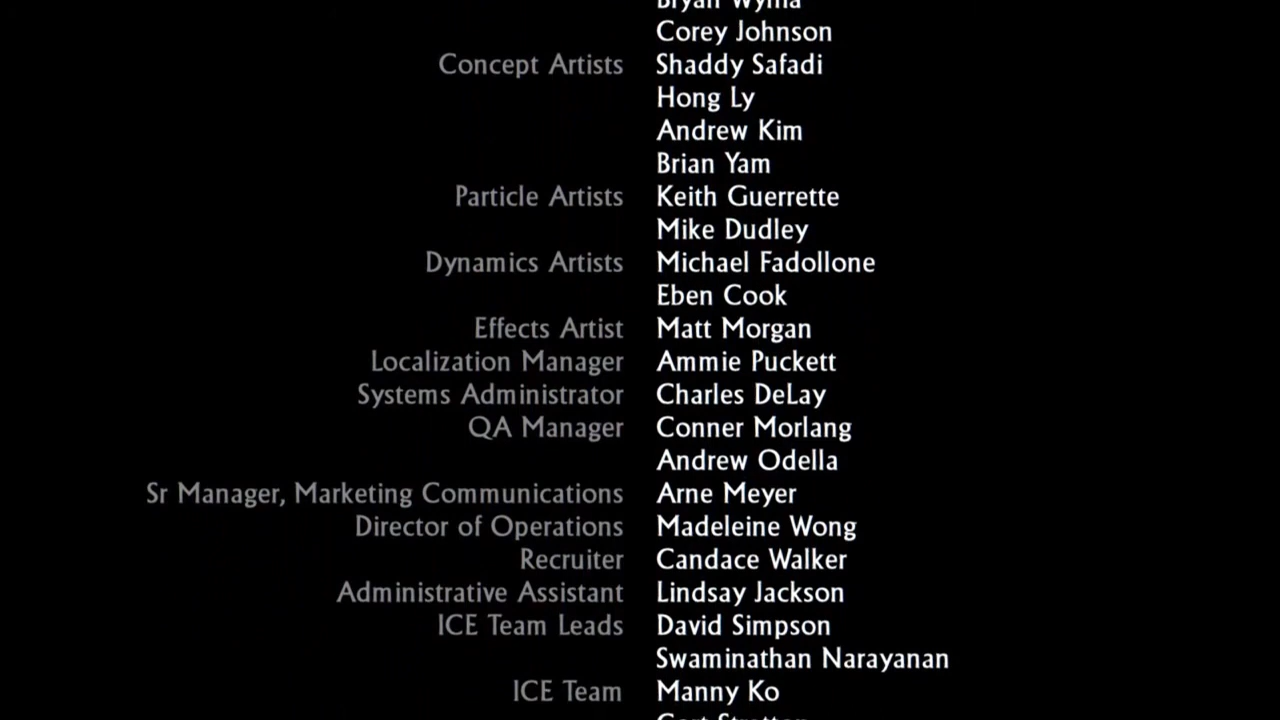 Bryan Wyma
Corey Johnson
Concept Artists Shaddy Safadi
Hong Ly
Andrew Kim
Brian Yam
Particle Artists Keith Guerrette
Mike Dudley
Dynamics Artists Michael Fadollone
Eben Cook
Effects Artist Matt Morgan
Localization Manager Ammie Puckett
Systems Administrator Charles DeLay
QA Manager Conner Morlang
Andrew Odella
Sr Manager, Marketing Communications Arne Meyer
Director of Operations Madeleine Wong
Recruiter Candace Walker
Administrative Assistant Lindsay Jackson
ICE Team Leads David Simpson
Swaminathan Narayanan
ICE Team Manny Ko